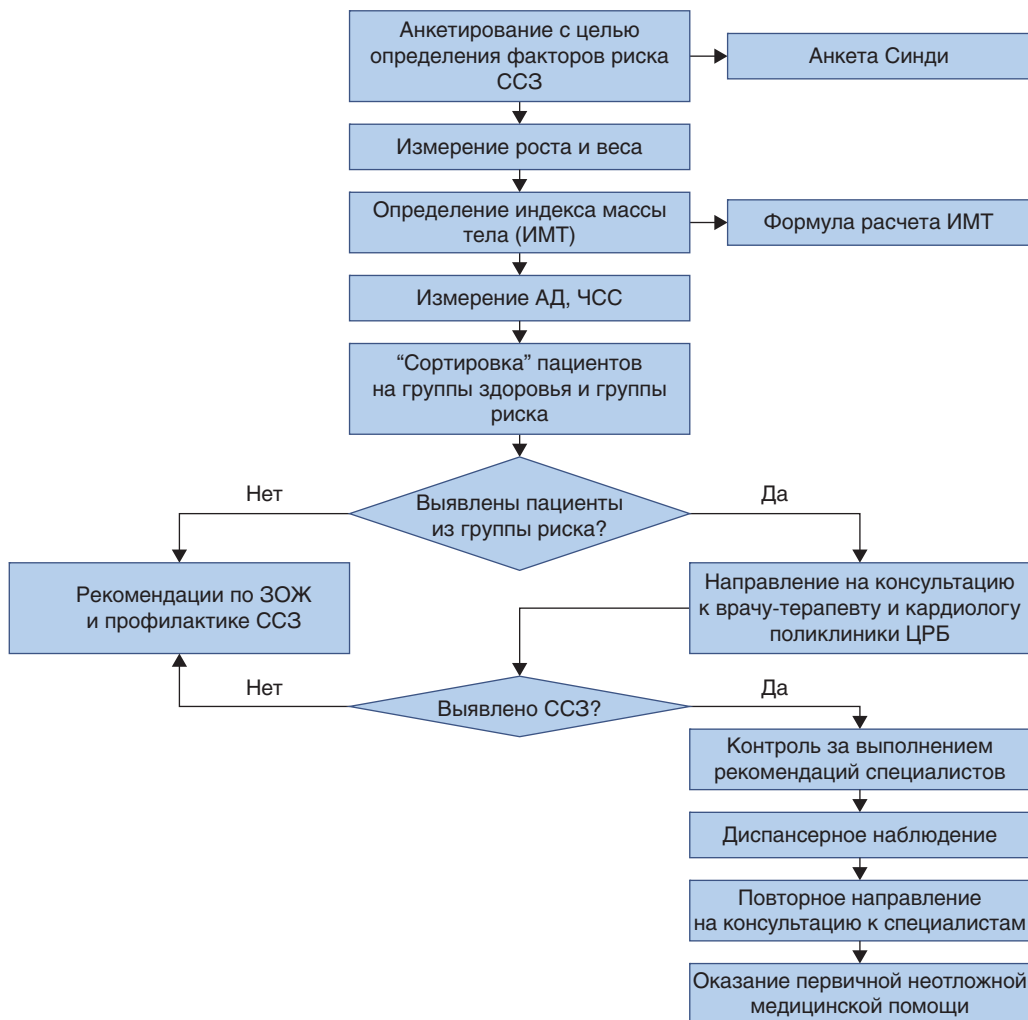 Анкетирование с целью
определения факторов риска
ССЗ
Анкета Синди
Измерение роста и веса
Определение индекса массы
тела (ИМТ)
Формула расчета ИМТ
Измерение АД, ЧСС
“Сортировка” пациентов
на группы здоровья и группы
риска
Нет
Выявлены пациенты
из группы риска?
Да
Рекомендации по ЗОЖ
и профилактике ССЗ
Направление на консультацию
к врачу-терапевту и кардиологу
поликлиники ЦРБ
Нет
Выявлено ССЗ?
Да
Контроль за выполнением
рекомендаций специалистов
Диспансерное наблюдение
Повторное направление
на консультацию к специалистам
Оказание первичной неотложной
медицинской помощи